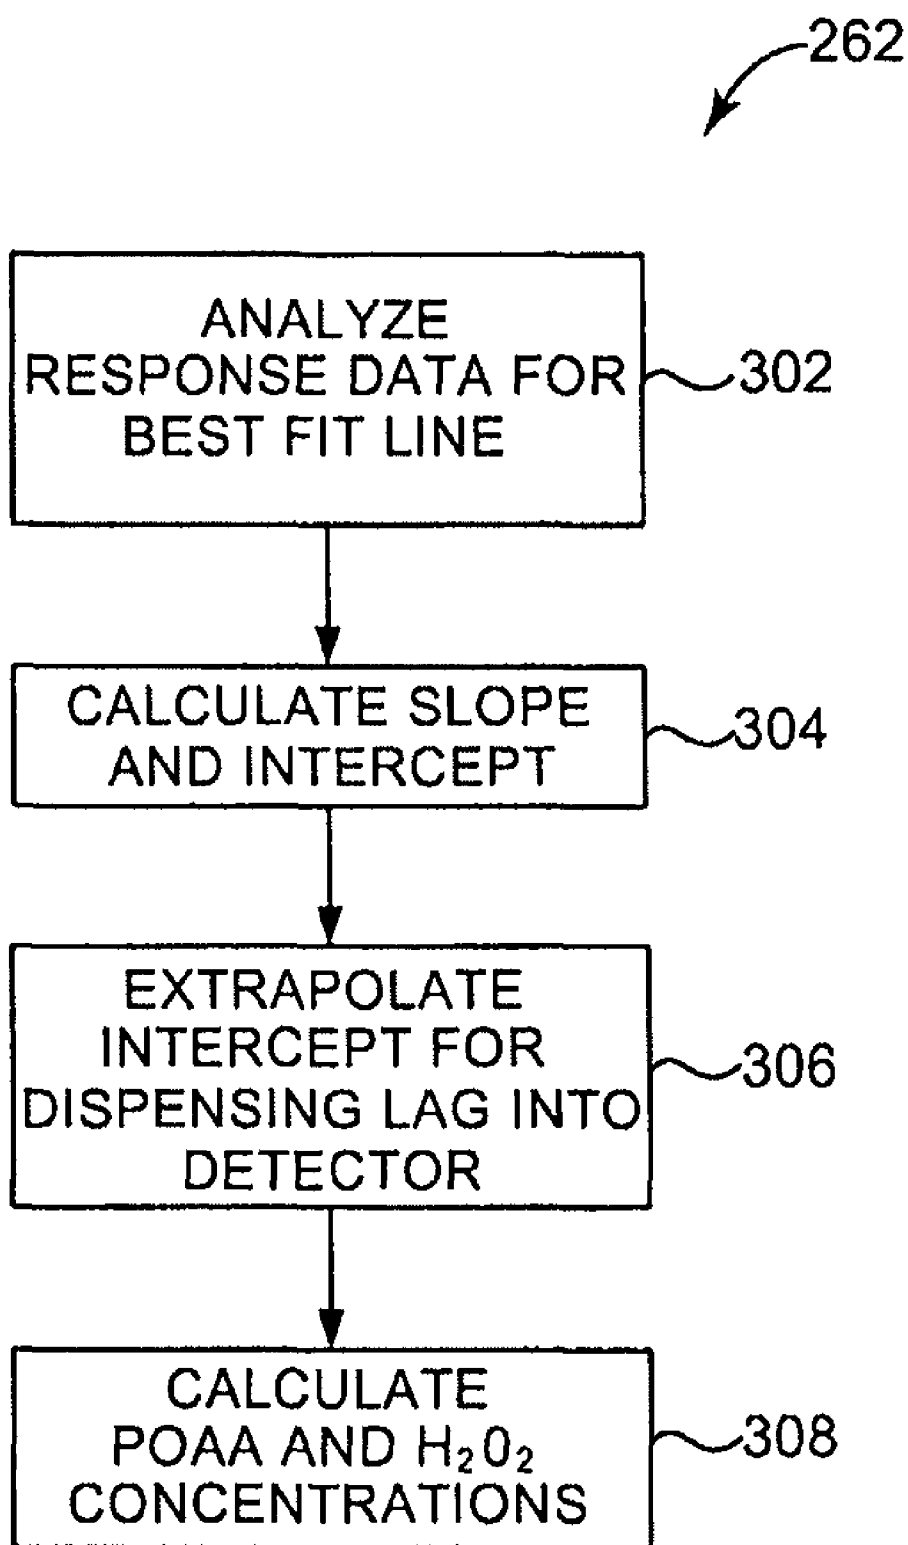 262
ANALYZE
RESPONSE DATA FOR
BEST FIT LINE
302
CALCULATE SLOPE
AND INTERCEPT
304
EXTRAPOLATE
INTERCEPT FOR
DISPENSING LAG INTO
DETECTOR
306
CALCULATE
POAA AND H₂0₂
CONCENTRATIONS
308